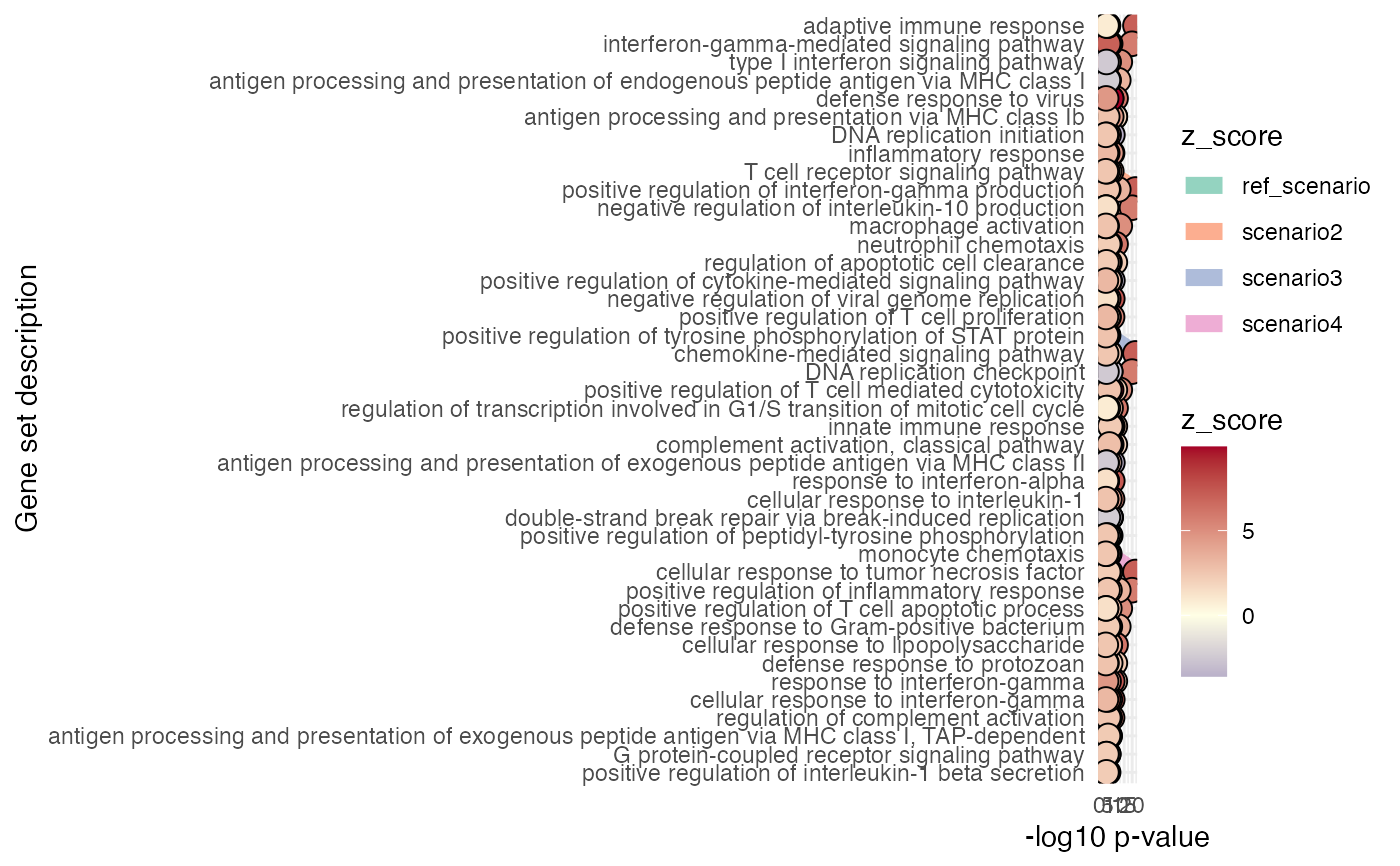 adaptive immune response
interferon-gamma-mediated signaling pathway
type I interferon signaling pathway
antigen processing and presentation of endogenous peptide antigen via MHC class I
defense response to virus
antigen processing and presentation via MHC class Ib
DNA replication initiation
inflammatory response
T cell receptor signaling pathway
positive regulation of interferon-gamma production
negative regulation of interleukin-10 production
macrophage activation
neutrophil chemotaxis
regulation of apoptotic cell clearance
positive regulation of cytokine-mediated signaling pathway
negative regulation of viral genome replication
positive regulation of T cell proliferation
positive regulation of tyrosine phosphorylation of STAT protein
chemokine-mediated signaling pathway
DNA replication checkpoint
positive regulation of T cell mediated cytotoxicity
regulation of transcription involved in G1/S transition of mitotic cell cycle
innate immune response
complement activation, classical pathway
antigen processing and presentation of exogenous peptide antigen via MHC class II
response to interferon-alpha
cellular response to interleukin-1
double-strand break repair via break-induced replication
positive regulation of peptidyl-tyrosine phosphorylation
monocyte chemotaxis
cellular response to tumor necrosis factor
positive regulation of inflammatory response
positive regulation of T cell apoptotic process
defense response to Gram-positive bacterium
cellular response to lipopolysaccharide
defense response to protozoan
response to interferon-gamma
cellular response to interferon-gamma
regulation of complement activation
antigen processing and presentation of exogenous peptide antigen via MHC class I, TAP-dependent
G protein-coupled receptor signaling pathway
positive regulation of interleukin-1 beta secretion
Gene set description
-log10 p-value
z_score
ref_scenario
scenario2
scenario3
scenario4
z_score
5
0